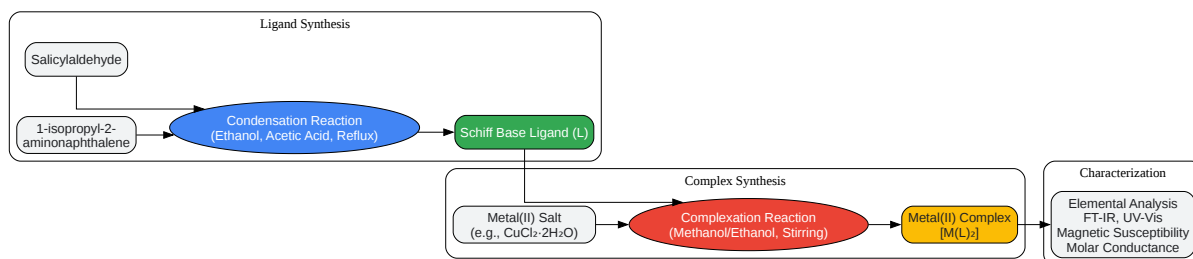 Ligand Synthesis
Salicylaldehyde
1-isopropyl-2-
aminonaphthalene
Condensation Reaction
(Ethanol, Acetic Acid, Reflux)
Schiff Base Ligand (L)
Complex Synthesis
Metal(II) Salt
(e.g., CuCl₂·2H₂O)
Complexation Reaction
(Methanol/Ethanol, Stirring)
Metal(II) Complex
[M(L)₂]
Characterization
Elemental Analysis
FT-IR, UV-Vis
Magnetic Susceptibility
Molar Conductance